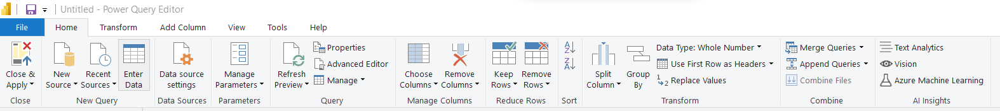 Untitled - Power Query Editor
File Home Transform Add Column View Tools Help
Close & Apply
Close
New Source
Recent Sources
Enter Data
New Query
Data source settings
Data Sources
Manage Parameters
Parameters
Refresh Preview
Properties
Advanced Editor
Manage
Query
Choose Columns
Remove Columns
Manage Columns
Keep Rows
Remove Rows
Reduce Rows
A
Z
Z
A
Sort
Split Column
Group By
Data Type: Whole Number
Use First Row as Headers
1
2
Replace Values
Transform
Merge Queries
Append Queries
Combine Files
Combine
Text Analytics
Vision
Azure Machine Learning
AI Insights